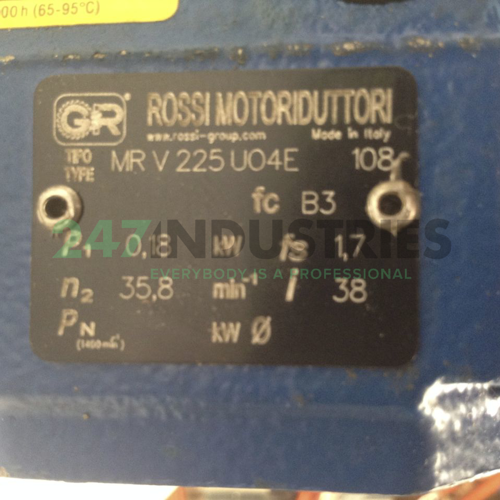 00 h (65-95°C)
GR® ROSSI MOTORIDUTTORI
www.rossi-group.com Made in Italy
TIPO
TYPE MR V 225 U04E 108
fc B3
247 INDUSTRIES
P1 0,18 kW fs 1,7
EVERYBODY IS A PROFESSIONAL
n2 35,8 min-1 i 38
PN kW Ø
(1400 min-1)